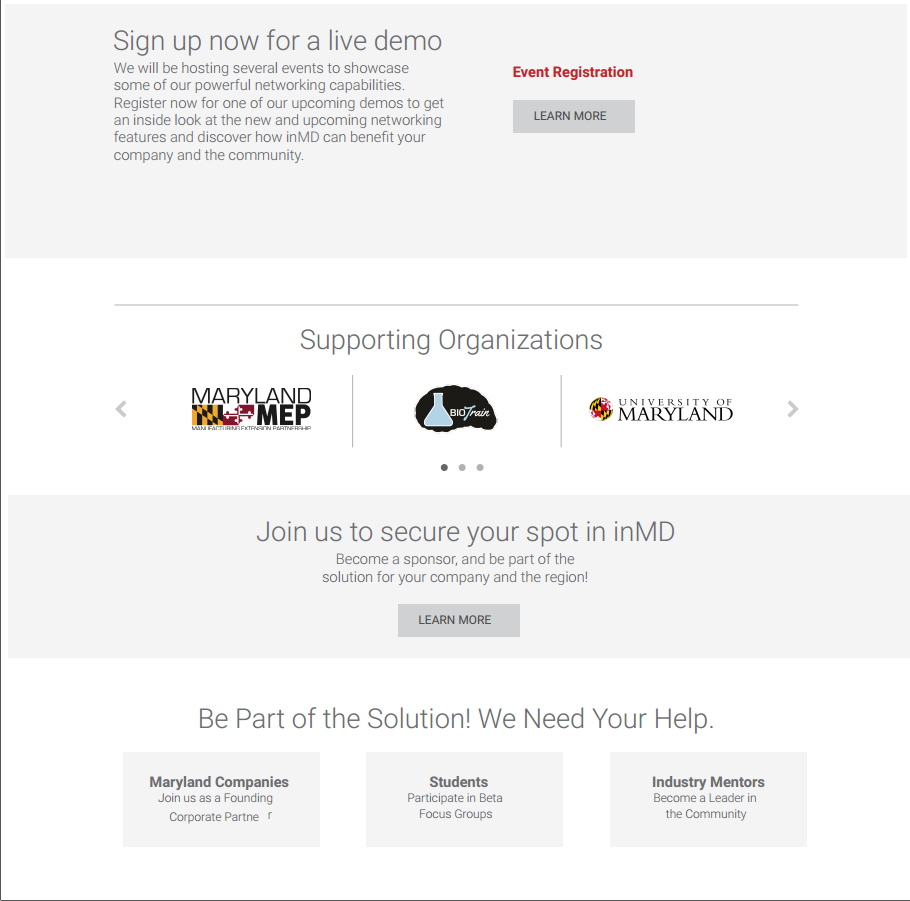 Sign up now for a live demo
We will be hosting several events to showcase
some of our powerful networking capabilities.
Register now for one of our upcoming demos to get
an inside look at the new and upcoming networking
features and discover how inMD can benefit your
company and the community.
Event Registration
LEARN MORE
Supporting Organizations
MARYLAND
MEP
MANUFACTURING EXTENSION PARTNERSHIP
BIOTrain
UNIVERSITY OF
MARYLAND
Join us to secure your spot in inMD
Become a sponsor, and be part of the
solution for your company and the region!
LEARN MORE
Be Part of the Solution! We Need Your Help.
Maryland Companies
Join us as a Founding
Corporate Partne r
Students
Participate in Beta
Focus Groups
Industry Mentors
Become a Leader in
the Community